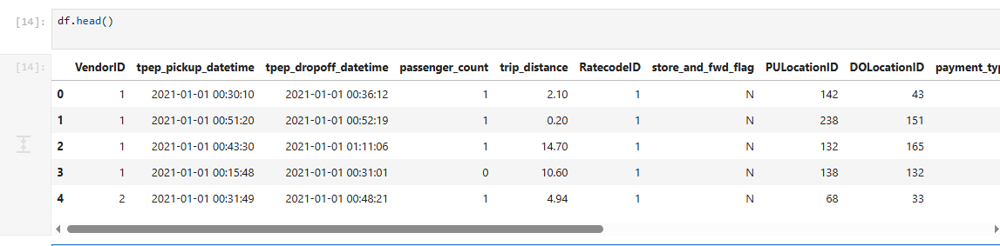 [14]: df.head()
[14]: VendorID tpep_pickup_datetime tpep_dropoff_datetime passenger_count trip_distance RatecodeID store_and_fwd_flag PULocationID DOLocationID payment_typ
0 1 2021-01-01 00:30:10 2021-01-01 00:36:12 1 2.10 1 N 142 43
1 1 2021-01-01 00:51:20 2021-01-01 00:52:19 1 0.20 1 N 238 151
2 1 2021-01-01 00:43:30 2021-01-01 01:11:06 1 14.70 1 N 132 165
3 1 2021-01-01 00:15:48 2021-01-01 00:31:01 0 10.60 1 N 138 132
4 2 2021-01-01 00:31:49 2021-01-01 00:48:21 1 4.94 1 N 68 33